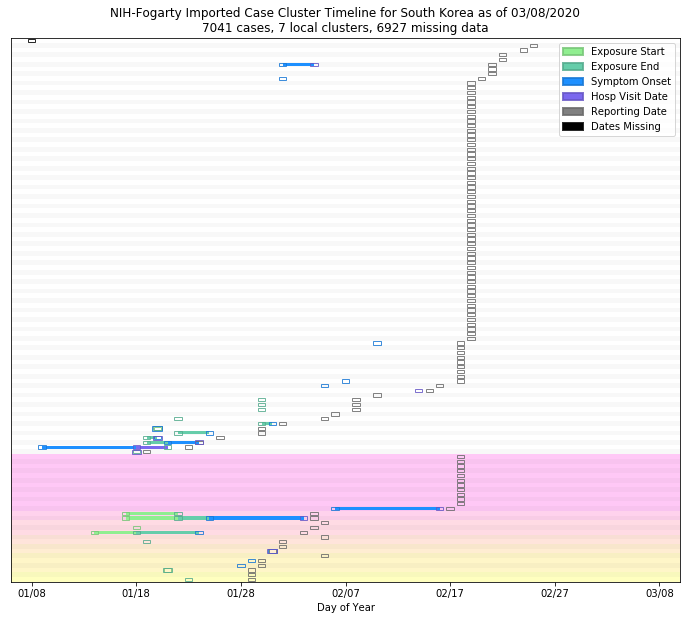 NIH-Fogarty Imported Case Cluster Timeline for South Korea as of 03/08/2020
7041 cases, 7 local clusters, 6927 missing data
Exposure Start
Exposure End
Symptom Onset
Hosp Visit Date
Reporting Date
Dates Missing
01/08 01/18 01/28 02/07 02/17 02/27 03/08
Day of Year